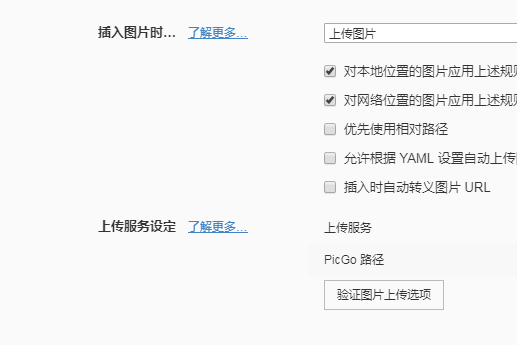 插入图片时... 了解更多... 上传图片
对本地位置的图片应用上述规则
对网络位置的图片应用上述规则
优先使用相对路径
允许根据 YAML 设置自动上传
插入时自动转义图片 URL
上传服务设定 了解更多... 上传服务
PicGo 路径
验证图片上传选项